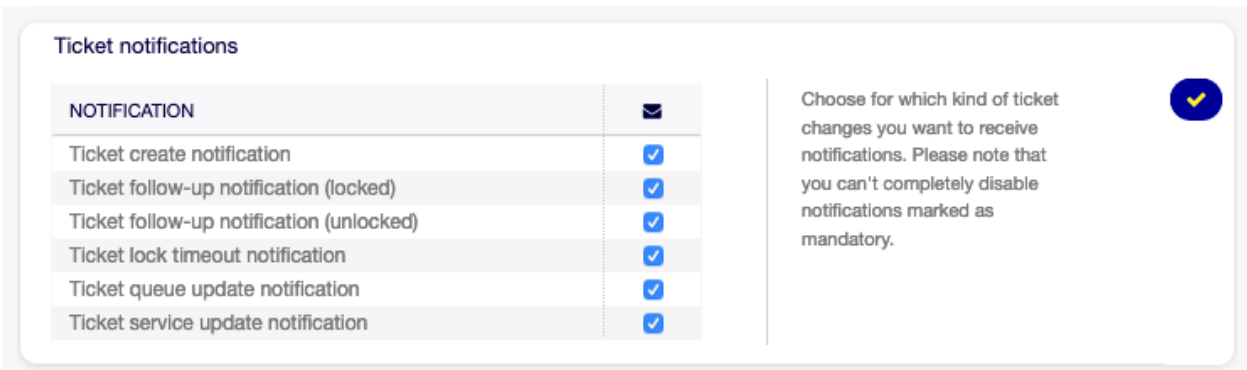 Ticket notifications
NOTIFICATION
Ticket create notification
Ticket follow-up notification (locked)
Ticket follow-up notification (unlocked)
Ticket lock timeout notification
Ticket queue update notification
Ticket service update notification
Choose for which kind of ticket
changes you want to receive
notifications. Please note that
you can't completely disable
notifications marked as
mandatory.